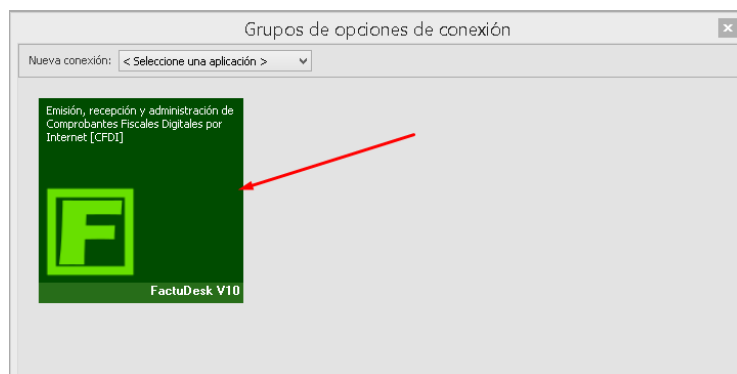 Grupos de opciones de conexión
Nueva conexión: < Seleccione una aplicación >
Emisión, recepción y administración de
Comprobantes Fiscales Digitales por
Internet [CFDI]
F
FactuDesk V10